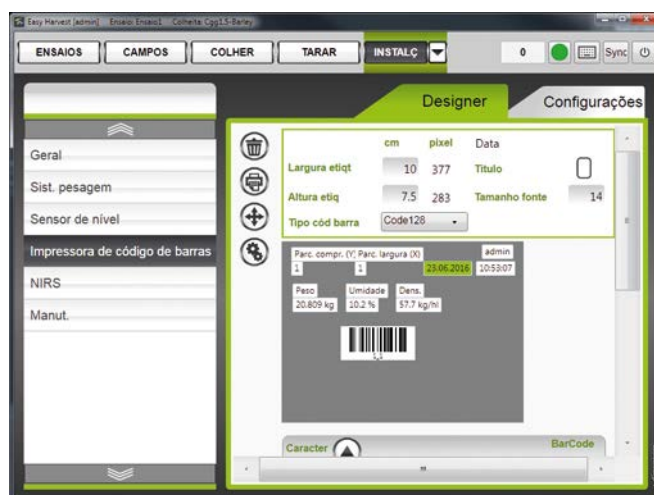 Easy Harvest [admin] Ensaio: Ensaio1 Colheita: Cgg1.5-Barley
ENSAIOS CAMPOS COLHER TARAR INSTALÇ 0 Sync
Designer Configurações
Geral
Sist. pesagem
Sensor de nível
Impressora de código de barras
NIRS
Manut.
cm pixel Data
Largura etiqt 10 377 Titulo
Altura etiq 7.5 283 Tamanho fonte 14
Tipo cód barra Code128
Parc. compr. (Y) Parc. largura (X) admin
1 1 23.06.2016 10:53:07
Peso Umidade Dens.
20.809 kg 10.2 % 57.7 kg/hl
1_1
Caracter BarCode